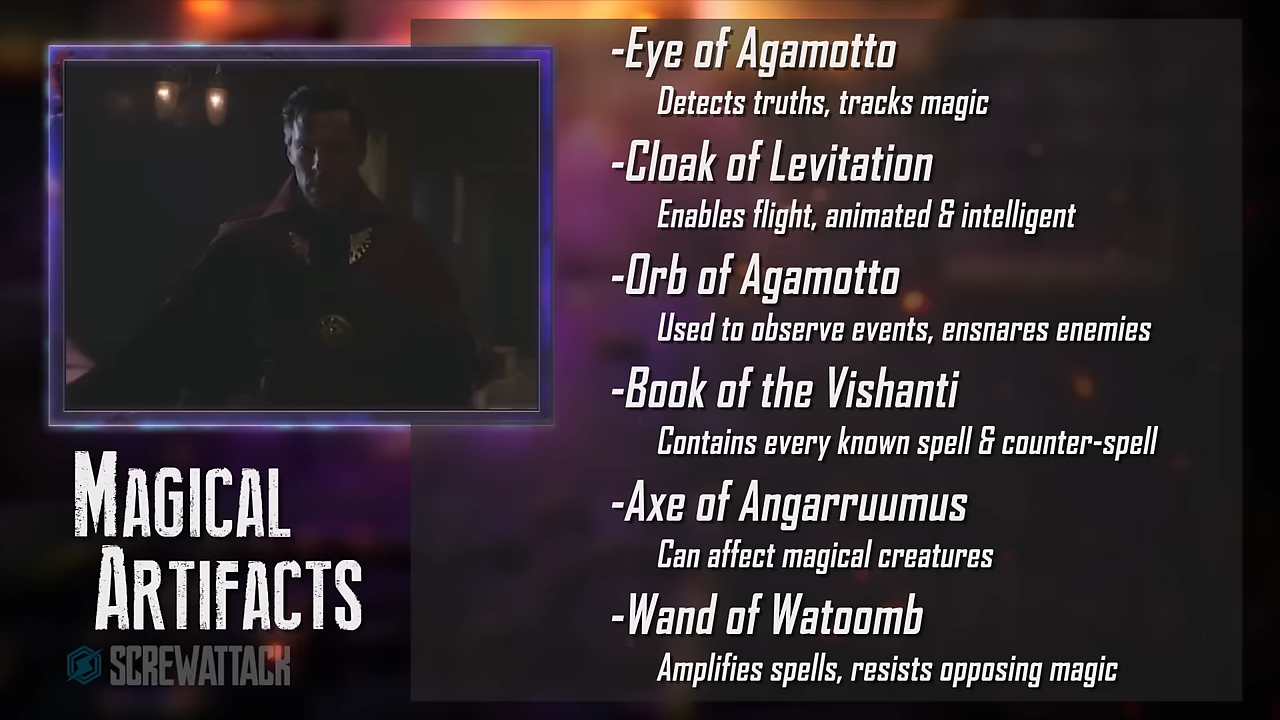 -Eye of Agamotto
Detects truths, tracks magic
-Cloak of Levitation
Enables flight, animated & intelligent
-Orb of Agamotto
Used to observe events, ensnares enemies
-Book of the Vishanti
Contains every known spell & counter-spell
-Axe of Angarruumus
Can affect magical creatures
-Wand of Watoomb
Amplifies spells, resists opposing magic
Magical
Artifacts
SCREWATTACK